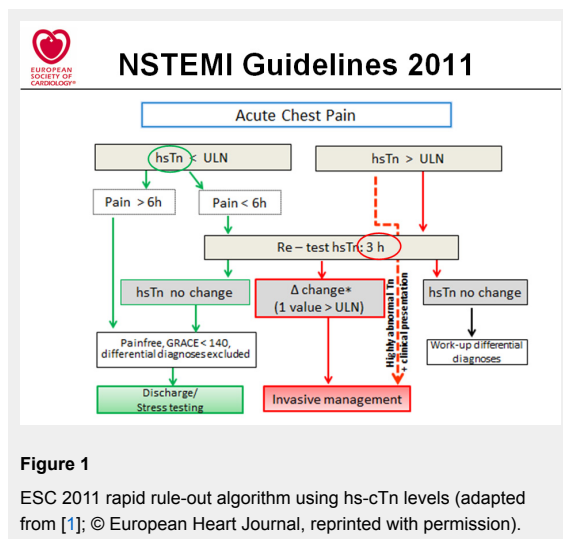 EUROPEAN
SOCIETY OF
CARDIOLOGY®
NSTEMI Guidelines 2011
Acute Chest Pain
hsTn < ULN
hsTn > ULN
Pain > 6h
Pain < 6h
Re – test hsTn: 3 h
hsTn no change
Δ change*
(1 value > ULN)
Highly abnormal Tn
+ clinical presentation
hsTn no change
Painfree, GRACE < 140,
differential diagnoses excluded
Work-up differential
diagnoses
Discharge/
Stress testing
Invasive management
Figure 1
ESC 2011 rapid rule-out algorithm using hs-cTn levels (adapted
from [1]; © European Heart Journal, reprinted with permission).